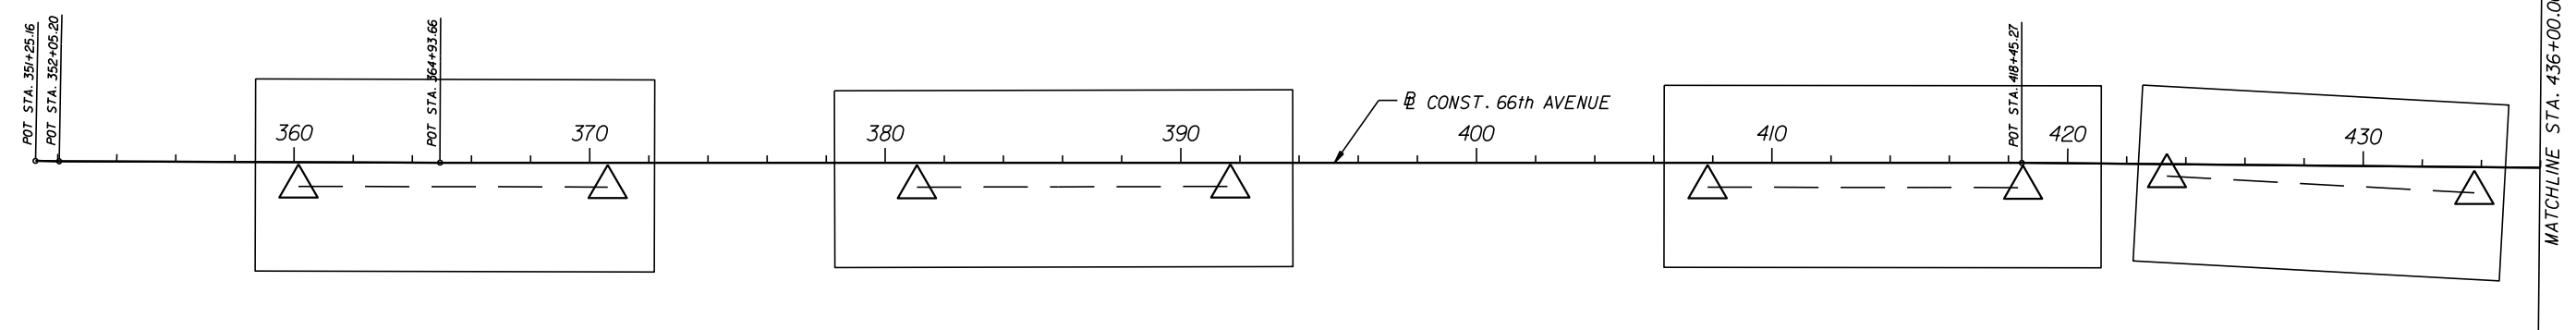 POT STA. 351+25.16
POT STA. 352+05.20
360
POT STA. 364+93.66
370
380
390
℄ CONST. 66th AVENUE
400
410
POT STA. 418+45.27
420
430
MATCHLINE STA. 436+00.00